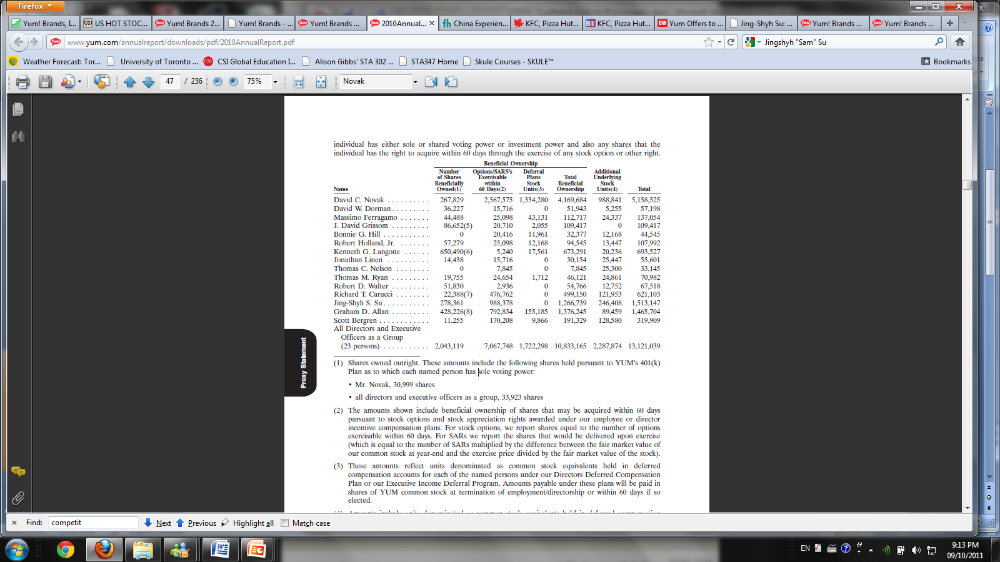 Firefox
Yum! Brands, I...
US HOT STOC...
Yum! Brands 2...
Yum! Brands - ...
Yum! Brands ...
2010Annual...
China Experien...
KFC, Pizza Hut...
KFC, Pizza Hut...
Yum Offers to ...
Jing-Shyh Su: ...
Yum! Brands ...
Yum! Brands ...
www.yum.com/annualreport/downloads/pdf/2010AnnualReport.pdf
Jingshyh "Sam" Su
Weather Forecast: Tor...
University of Toronto ...
CSI Global Education I...
Alison Gibbs' STA 302 ...
STA347 Home
Skule Courses - SKULE™
Bookmarks
47 / 236 75% Novak
individual has either sole or shared voting power or investment power and also any shares that the
individual has the right to acquire within 60 days through the exercise of any stock option or other right.
Beneficial Ownership
Name
Number of Shares Beneficially Owned(1)
Options/SARS's Exercisable within 60 Days(2)
Deferral Plans Stock Units(3)
Total Beneficial Ownership
Additional Underlying Stock Units(4)
Total
David C. Novak . . . . . . . . . . 267,829 2,567,575 1,334,280 4,169,684 988,841 5,158,525
David W. Dorman . . . . . . . . . 36,227 15,716 0 51,943 5,255 57,198
Massimo Ferragamo . . . . . . . 44,488 25,098 43,131 112,717 24,337 137,054
J. David Grissom . . . . . . . . . 86,652(5) 20,710 2,055 109,417 0 109,417
Bonnie G. Hill . . . . . . . . . . . 0 20,416 11,961 32,377 12,168 44,545
Robert Holland, Jr. . . . . . . . 57,279 25,098 12,168 94,545 13,447 107,992
Kenneth G. Langone . . . . . . 650,490(6) 5,240 17,561 673,291 20,236 693,527
Jonathan Linen . . . . . . . . . . 14,438 15,716 0 30,154 25,447 55,601
Thomas C. Nelson . . . . . . . . 0 7,845 0 7,845 25,300 33,145
Thomas M. Ryan . . . . . . . . . 19,755 24,654 1,712 46,121 24,861 70,982
Robert D. Walter . . . . . . . . . 51,830 2,936 0 54,766 12,752 67,518
Richard T. Carucci . . . . . . . . 22,388(7) 476,762 0 499,150 121,953 621,103
Jing-Shyh S. Su . . . . . . . . . . . 278,361 988,378 0 1,266,739 246,408 1,513,147
Graham D. Allan . . . . . . . . . 428,226(8) 792,834 155,185 1,376,245 89,459 1,465,704
Scott Bergren . . . . . . . . . . . . 11,255 170,208 9,866 191,329 128,580 319,909
All Directors and Executive
Officers as a Group
(23 persons) . . . . . . . . . . . 2,043,119 7,067,748 1,722,298 10,833,165 2,287,874 13,121,039
Proxy Statement
(1) Shares owned outright. These amounts include the following shares held pursuant to YUM's 401(k)
Plan as to which each named person has sole voting power:
• Mr. Novak, 30,999 shares
• all directors and executive officers as a group, 33,923 shares
(2) The amounts shown include beneficial ownership of shares that may be acquired within 60 days
pursuant to stock options and stock appreciation rights awarded under our employee or director
incentive compensation plans. For stock options, we report shares equal to the number of options
exercisable within 60 days. For SARs we report the shares that would be delivered upon exercise
(which is equal to the number of SARs multiplied by the difference between the fair market value of
our common stock at year-end and the exercise price divided by the fair market value of the stock).
(3) These amounts reflect units denominated as common stock equivalents held in deferred
compensation accounts for each of the named persons under our Directors Deferred Compensation
Plan or our Executive Income Deferral Program. Amounts payable under these plans will be paid in
shares of YUM common stock at termination of employment/directorship or within 60 days if so
elected.
Find: competit Next Previous Highlight all Match case
EN
9:13 PM
09/10/2011